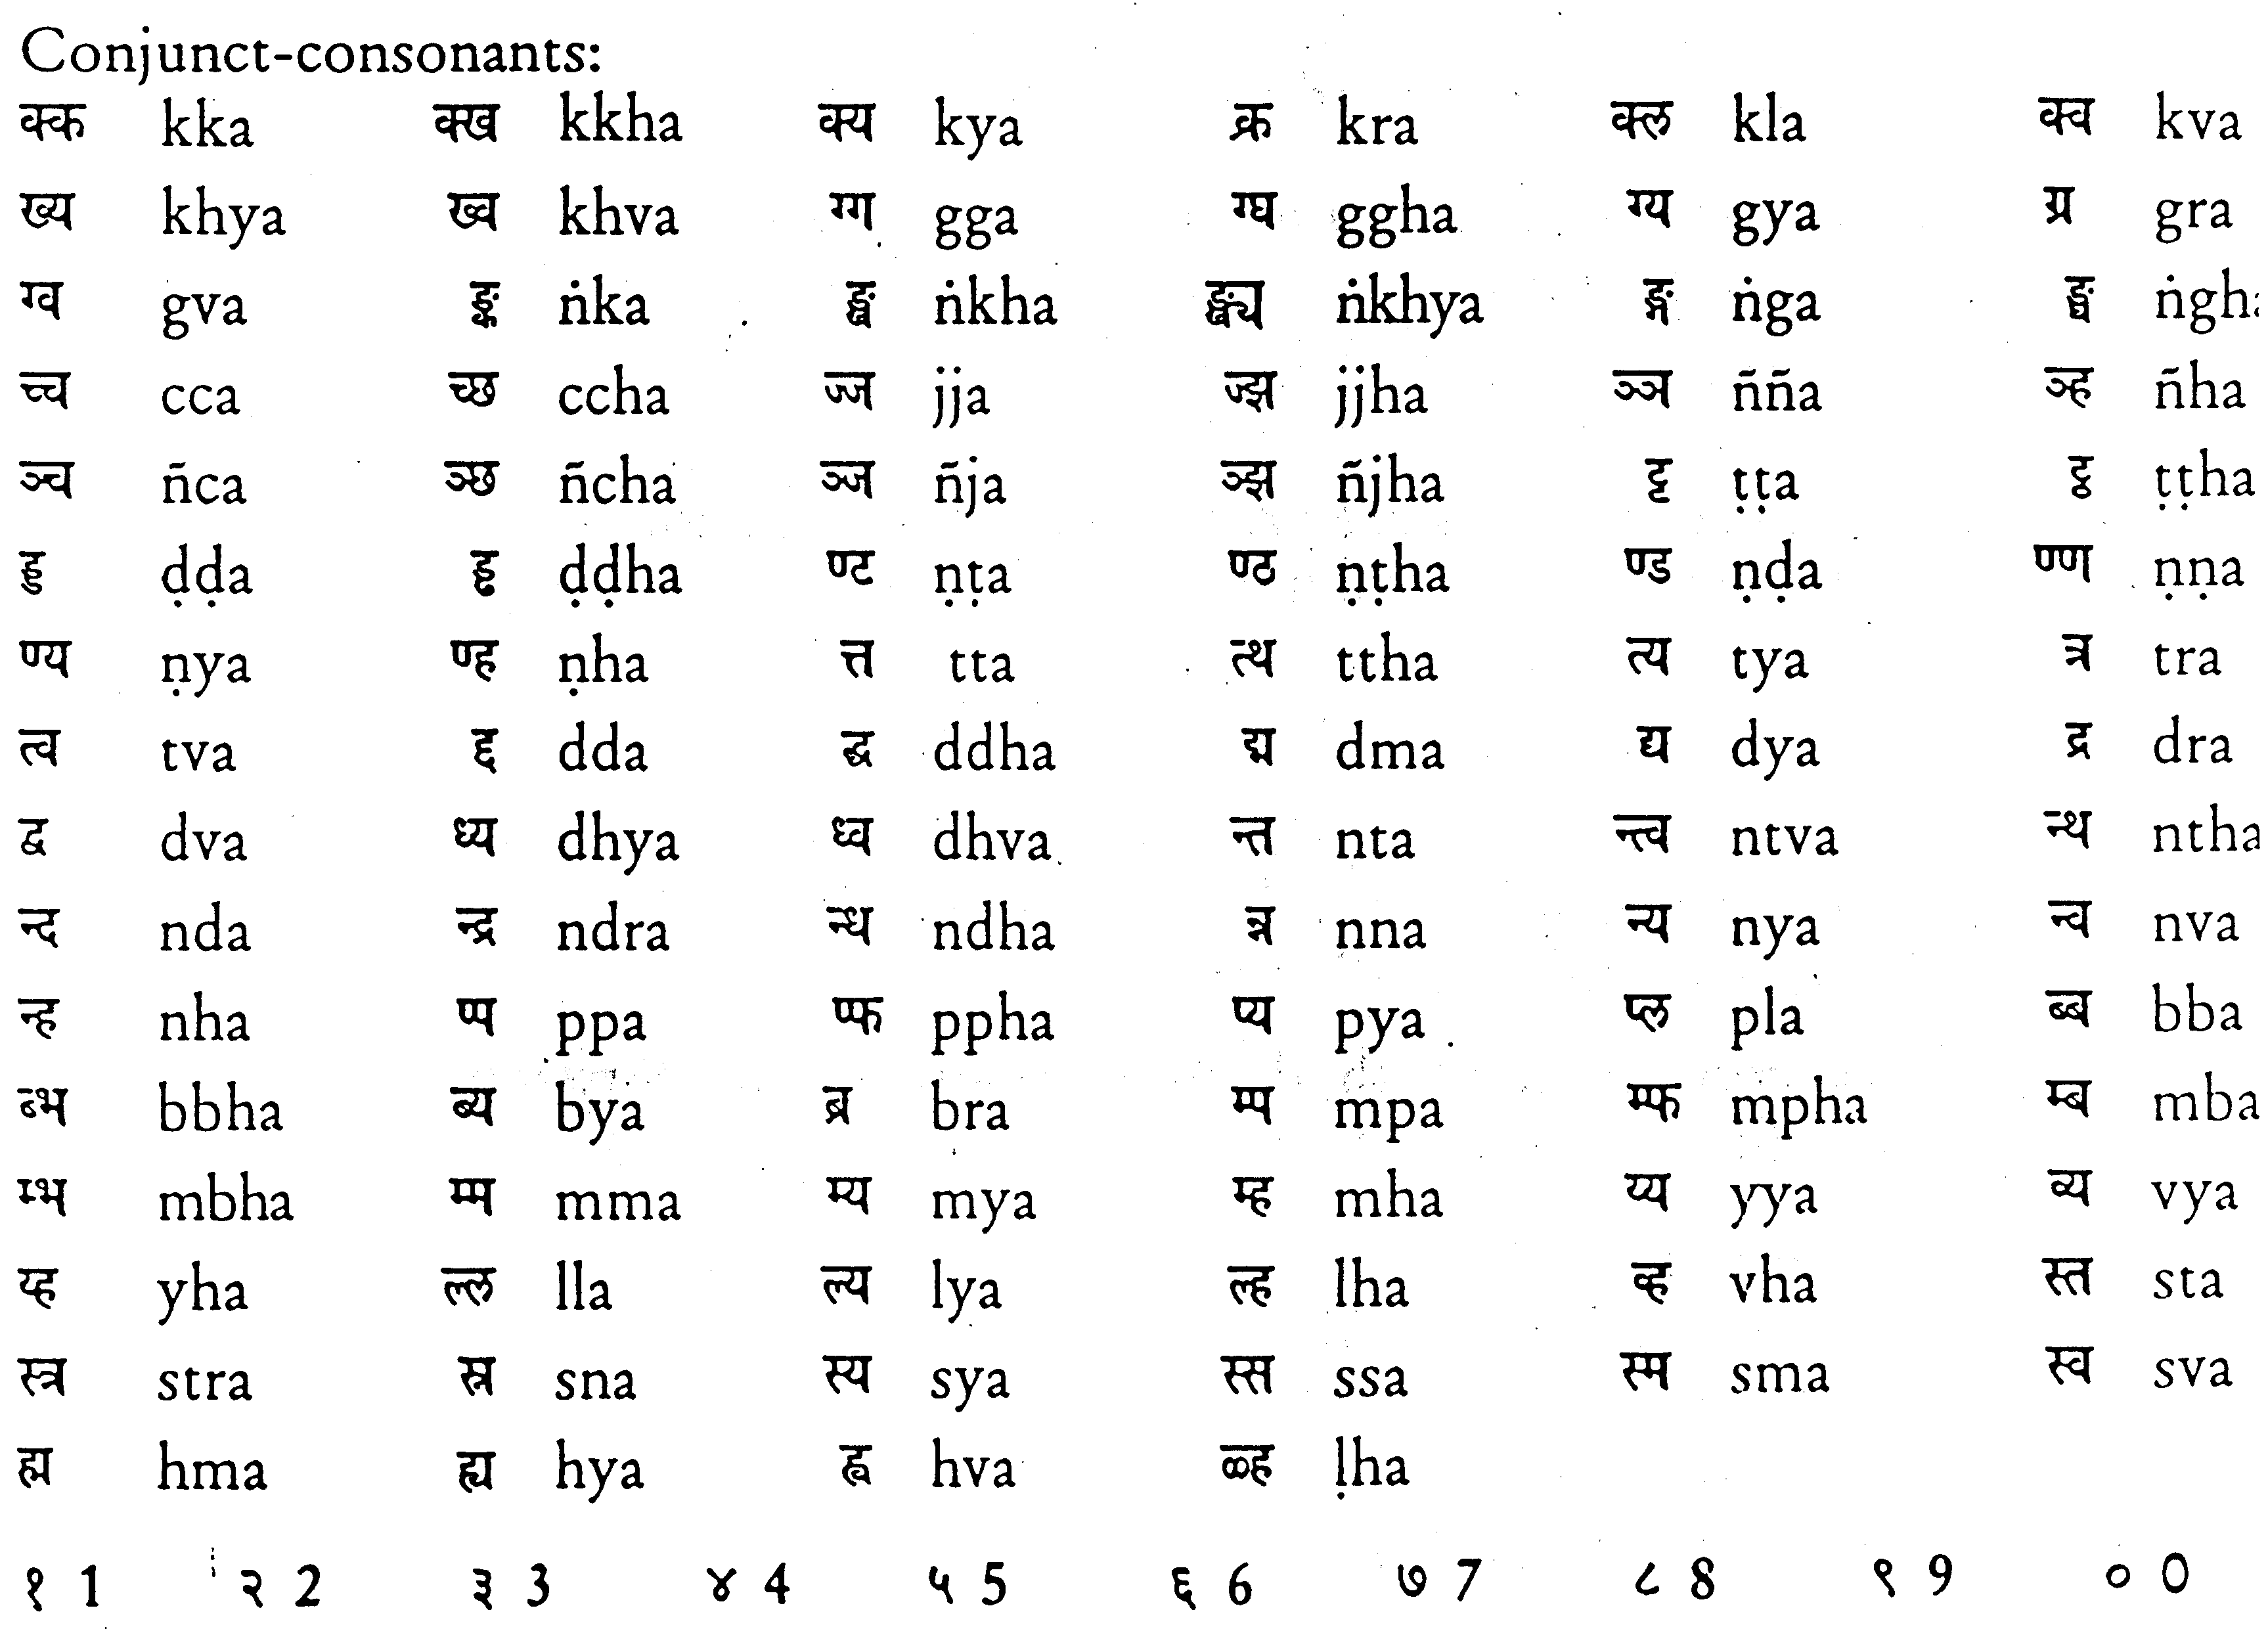 Conjunct-consonants:
क्क kka क्ख kkha क्य kya क्र kra क्ल kla क्व kva
ख्य khya ख्व khva ग्ग gga ग्घ ggha ग्य gya ग्र gra
ग्व gva ङ्क ṅka ङ्ख ṅkha ङ्ख्य ṅkhya ङ्ग ṅga ङ्घ ṅgha
च्च cca च्छ ccha ज्ज jja ज्झ jjha ञ्ञ ñña ञ्ह ñha
ञ्च ñca ञ्छ ñcha ञ्ज ñja ञ्झ ñjha ट्ट ṭṭa ट्ठ ṭṭha
ड्ड ḍḍa ड्ढ ḍḍha ण्ट ṇṭa ण्ठ ṇṭha ण्ड ṇḍa ण्ण ṇṇa
ण्य ṇya ण्ह ṇha त्त tta त्थ ttha त्य tya त्र tra
त्व tva द्द dda द्ध ddha द्म dma द्य dya द्र dra
द्व dva ध्य dhya ध्व dhva न्त nta न्त्व ntva न्थ ntha
न्द nda न्द्र ndra न्ध ndha न्न nna न्य nya न्व nva
न्ह nha प्प ppa प्फ ppha प्य pya प्ल pla ब्ब bba
ब्भ bbha ब्य bya ब्र bra म्प mpa म्फ mpha म्ब mba
म्भ mbha म्म mma म्य mya म्ह mha य्य yya व्य vya
य्ह yha ल्ल lla ल्य lya ल्ह lha व्ह vha स्त sta
स्त्र stra स्न sna स्य sya स्स ssa स्म sma स्व sva
ह्म hma ह्य hya ह्व hva ळ्ह ḷha
१ 1 २ 2 ३ 3 ४ 4 ५ 5 ६ 6 ७ 7 ८ 8 ९ 9 ० 0